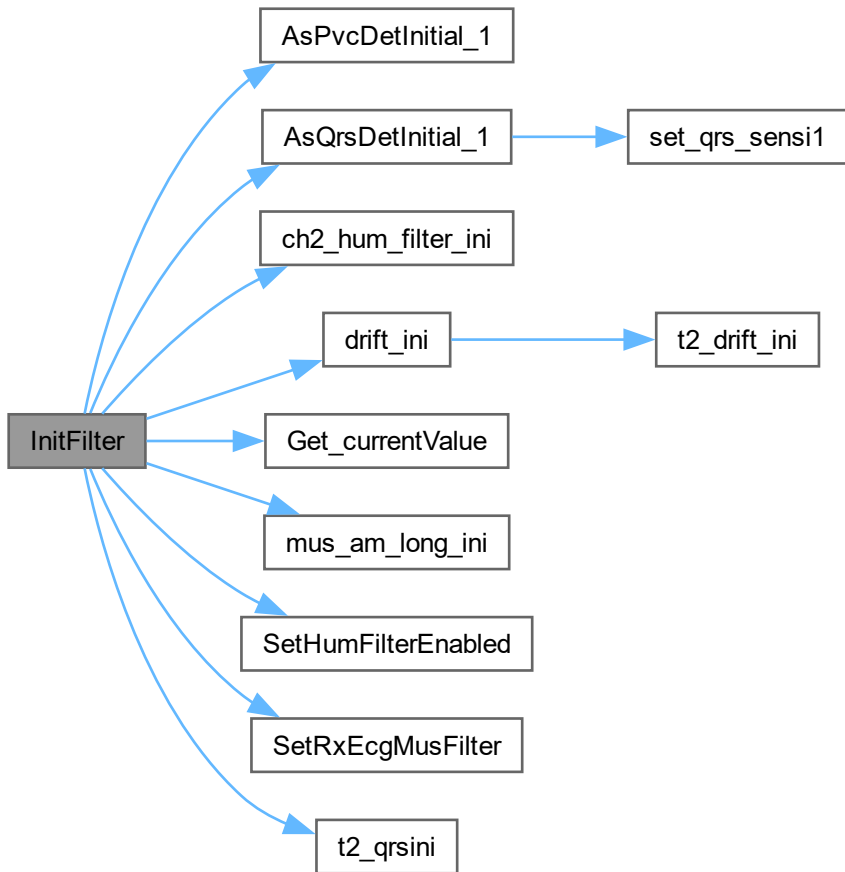 AsPvcDetInitial_1
AsQrsDetInitial_1
set_qrs_sensi1
ch2_hum_filter_ini
drift_ini
t2_drift_ini
InitFilter
Get_currentValue
mus_am_long_ini
SetHumFilterEnabled
SetRxEcgMusFilter
t2_qrsini